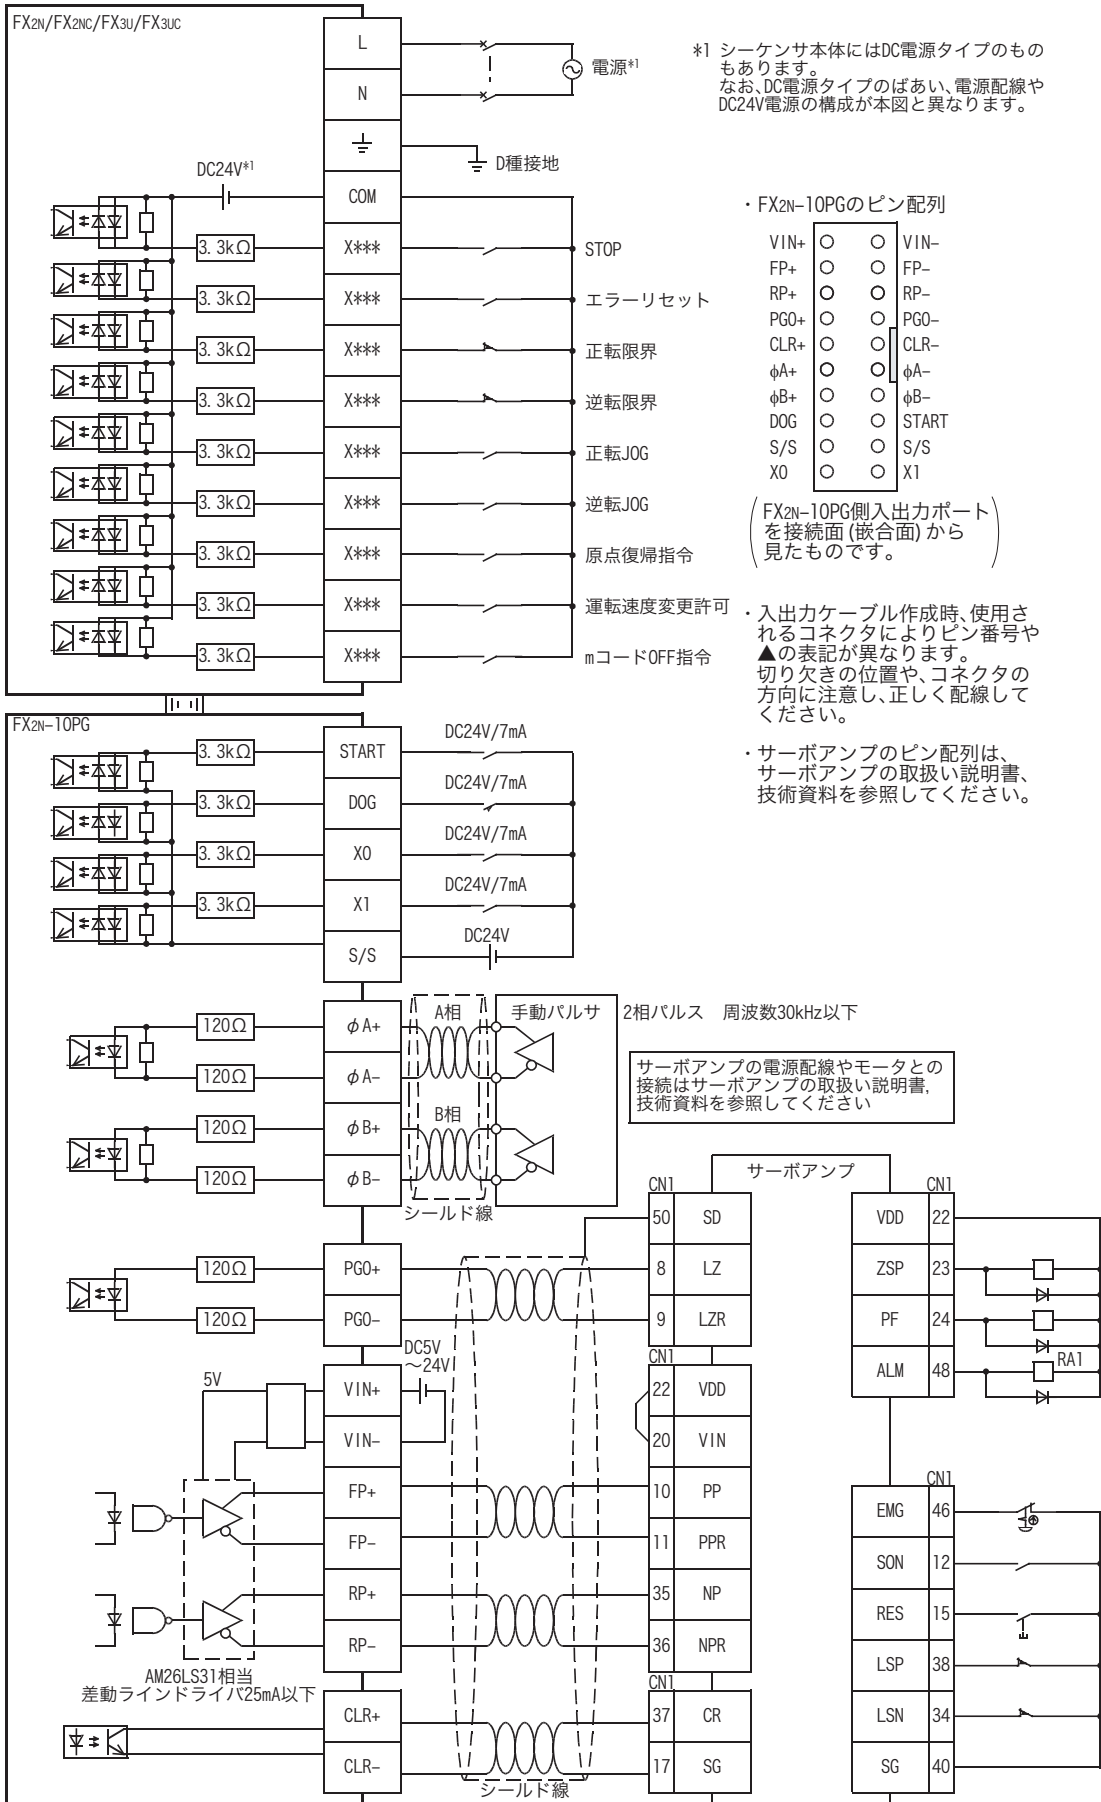 FX2N/FX2NC/FX3U/FX3UC
L
N
電源*1
*1 シーケンサ本体にはDC電源タイプのもの
もあります。
なお、DC電源タイプのばあい、電源配線や
DC24V電源の構成が本図と異なります。
D種接地
DC24V*1
COM
3.3kΩ
X***
STOP
3.3kΩ
X***
エラーリセット
3.3kΩ
X***
正転限界
3.3kΩ
X***
逆転限界
3.3kΩ
X***
正転JOG
3.3kΩ
X***
逆転JOG
3.3kΩ
X***
原点復帰指令
3.3kΩ
X***
運転速度変更許可
3.3kΩ
X***
mコードOFF指令
・FX2N-10PGのピン配列
VIN+ VIN-
FP+ FP-
RP+ RP-
PG0+ PG0-
CLR+ CLR-
φA+ φA-
φB+ φB-
DOG START
S/S S/S
X0 X1
FX2N-10PG側入出力ポート
を接続面(嵌合面)から
見たものです。
・入出力ケーブル作成時、使用さ
れるコネクタによりピン番号や
▲の表記が異なります。
切り欠きの位置や、コネクタの
方向に注意し、正しく配線して
ください。
・サーボアンプのピン配列は、
サーボアンプの取扱い説明書、
技術資料を参照してください。
FX2N-10PG
3.3kΩ
START
DC24V/7mA
3.3kΩ
DOG
DC24V/7mA
3.3kΩ
X0
DC24V/7mA
3.3kΩ
X1
DC24V/7mA
S/S
DC24V
120Ω
φA+
A相
手動パルサ
2相パルス 周波数30kHz以下
120Ω
φA-
120Ω
φB+
B相
120Ω
φB-
シールド線
サーボアンプの電源配線やモータとの
接続はサーボアンプの取扱い説明書,
技術資料を参照してください
サーボアンプ
120Ω
PG0+
120Ω
PG0-
5V
VIN+
DC5V
～24V
VIN-
FP+
FP-
RP+
RP-
AM26LS31相当
差動ラインドライバ25mA以下
CLR+
CLR-
シールド線
CN1
50 SD
8 LZ
9 LZR
CN1
22 VDD
20 VIN
10 PP
11 PPR
35 NP
36 NPR
CN1
37 CR
17 SG
CN1
VDD 22
ZSP 23
PF 24
ALM 48
RA1
CN1
EMG 46
SON 12
RES 15
LSP 38
LSN 34
SG 40